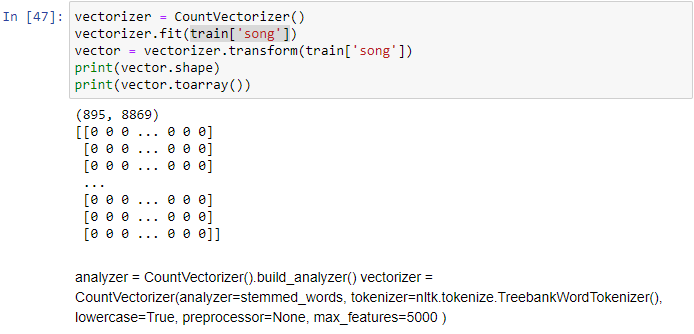 In [47]: vectorizer = CountVectorizer()
vectorizer.fit(train['song'])
vector = vectorizer.transform(train['song'])
print(vector.shape)
print(vector.toarray())
(895, 8869)
[[0 0 0 ... 0 0 0]
 [0 0 0 ... 0 0 0]
 [0 0 0 ... 0 0 0]
 ...
 [0 0 0 ... 0 0 0]
 [0 0 0 ... 0 0 0]
 [0 0 0 ... 0 0 0]]
analyzer = CountVectorizer().build_analyzer() vectorizer =
CountVectorizer(analyzer=stemmed_words, tokenizer=nltk.tokenize.TreebankWordTokenizer(),
lowercase=True, preprocessor=None, max_features=5000 )